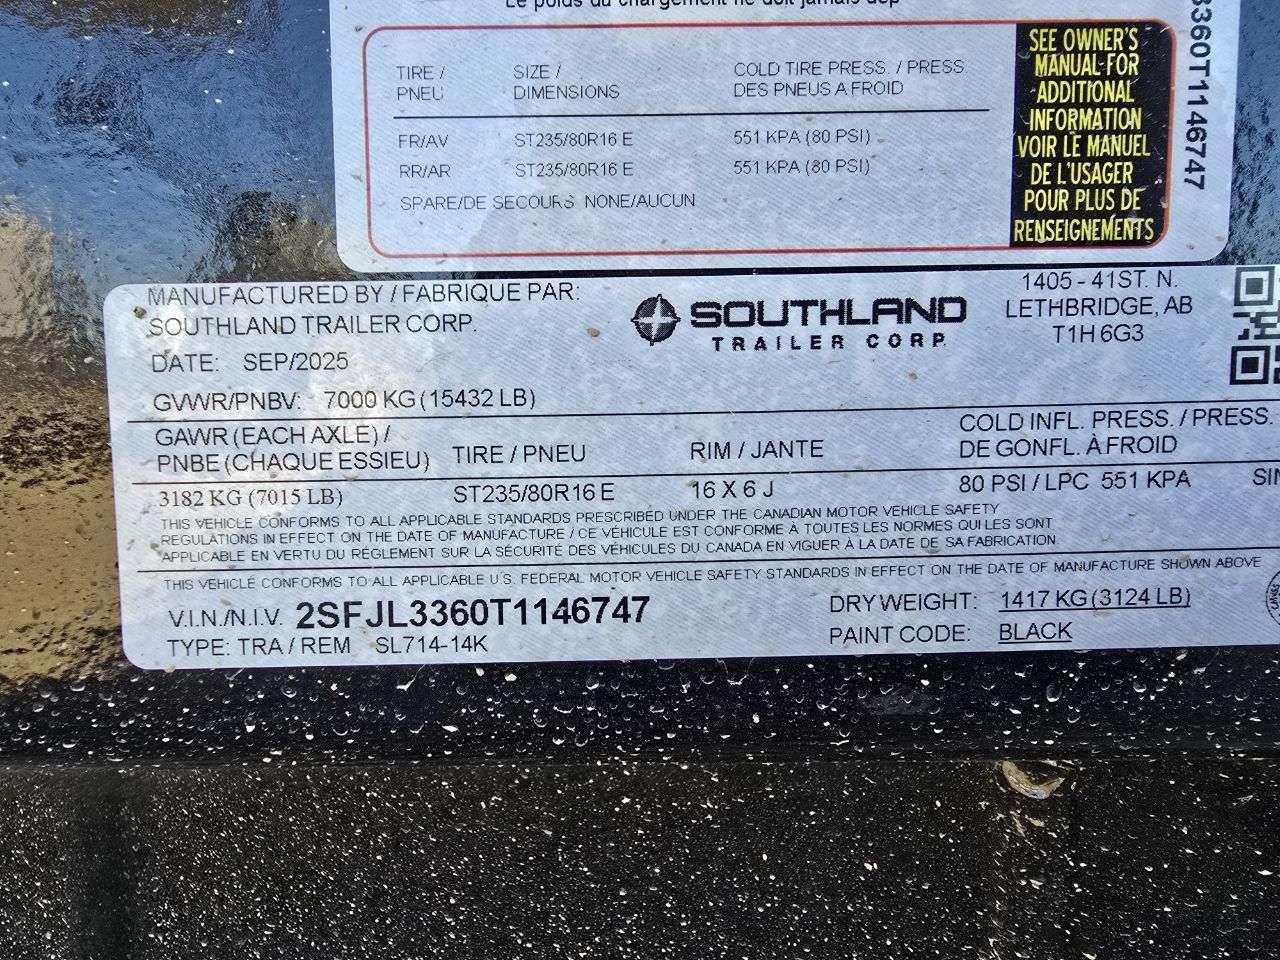 Le poids du chargement ne doit jamais dép
TIRE / PNEU
SIZE / DIMENSIONS
COLD TIRE PRESS. / PRESS. DES PNEUS A FROID
FR/AV ST235/80R16 E 551 KPA (80 PSI)
RR/AR ST235/80R16 E 551 KPA (80 PSI)
SPARE/DE SECOURS NONE/AUCUN
SEE OWNER'S
MANUAL FOR
ADDITIONAL
INFORMATION
VOIR LE MANUEL
DE L'USAGER
POUR PLUS DE
RENSEIGNEMENTS
3360T1146747
MANUFACTURED BY / FABRIQUE PAR:
SOUTHLAND TRAILER CORP.
DATE: SEP/2025
GVWR/PNBV: 7000 KG (15432 LB)
SOUTHLAND
TRAILER CORP.
1405 - 41ST. N.
LETHBRIDGE, AB
T1H 6G3
GAWR (EACH AXLE) /
PNBE (CHAQUE ESSIEU)
TIRE / PNEU
RIM / JANTE
COLD INFL. PRESS. / PRESS.
DE GONFL. À FROID
3182 KG (7015 LB) ST235/80R16 E 16 X 6 J 80 PSI / LPC 551 KPA SIN
THIS VEHICLE CONFORMS TO ALL APPLICABLE STANDARDS PRESCRIBED UNDER THE CANADIAN MOTOR VEHICLE SAFETY
REGULATIONS IN EFFECT ON THE DATE OF MANUFACTURE / CE VÉHICULE EST CONFORME À TOUTES LES NORMES QUI LES SONT
APPLICABLE EN VERTU DU RÉGLEMENT SUR LA SÉCURITÉ DES VÉHICULES DU CANADA EN VIGUER À LA DATE DE SA FABRICATION
THIS VEHICLE CONFORMS TO ALL APPLICABLE U.S. FEDERAL MOTOR VEHICLE SAFETY STANDARDS IN EFFECT ON THE DATE OF MANUFACTURE SHOWN ABOVE
V.I.N./N.I.V. 2SFJL3360T1146747
TYPE: TRA / REM SL714-14K
DRY WEIGHT: 1417 KG (3124 LB)
PAINT CODE: BLACK